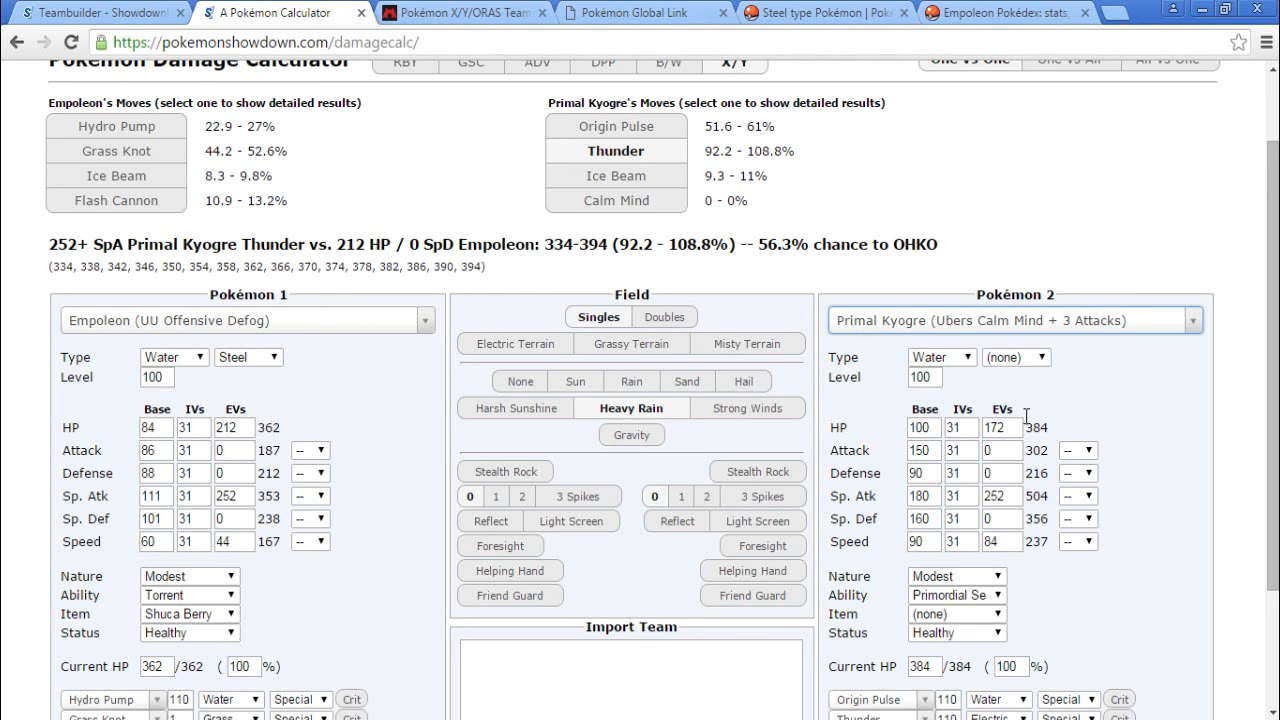 Teambuilder - Showdown! A Pokémon Calculator Pokémon X/Y/ORAS Team Pokémon Global Link Steel type Pokémon | Pok Empoleon Pokédex: stats,
https://pokemonshowdown.com/damagecalc/
Pokémon Damage Calculator RBY GSC ADV DPP B/W X/Y One Vs One One Vs All All Vs One
Empoleon's Moves (select one to show detailed results)
Hydro Pump 22.9 - 27%
Grass Knot 44.2 - 52.6%
Ice Beam 8.3 - 9.8%
Flash Cannon 10.9 - 13.2%
Primal Kyogre's Moves (select one to show detailed results)
Origin Pulse 51.6 - 61%
Thunder 92.2 - 108.8%
Ice Beam 9.3 - 11%
Calm Mind 0 - 0%
252+ SpA Primal Kyogre Thunder vs. 212 HP / 0 SpD Empoleon: 334-394 (92.2 - 108.8%) -- 56.3% chance to OHKO
(334, 338, 342, 346, 350, 354, 358, 362, 366, 370, 374, 378, 382, 386, 390, 394)
Pokémon 1
Empoleon (UU Offensive Defog)
Type Water Steel
Level 100
Base IVs EVs
HP 84 31 212 362
Attack 86 31 0 187 --
Defense 88 31 0 212 --
Sp. Atk 111 31 252 353 --
Sp. Def 101 31 0 238 --
Speed 60 31 44 167 --
Nature Modest
Ability Torrent
Item Shuca Berry
Status Healthy
Current HP 362 /362 ( 100 %)
Hydro Pump 110 Water Special Crit
Grass Knot 1 Grass Special Crit
Field
Singles Doubles
Electric Terrain Grassy Terrain Misty Terrain
None Sun Rain Sand Hail
Harsh Sunshine Heavy Rain Strong Winds
Gravity
Stealth Rock Stealth Rock
0 1 2 3 Spikes 0 1 2 3 Spikes
Reflect Light Screen Reflect Light Screen
Foresight Foresight
Helping Hand Helping Hand
Friend Guard Friend Guard
Import Team
Pokémon 2
Primal Kyogre (Ubers Calm Mind + 3 Attacks)
Type Water (none)
Level 100
Base IVs EVs
HP 100 31 172 384
Attack 150 31 0 302 --
Defense 90 31 0 216 --
Sp. Atk 180 31 252 504 --
Sp. Def 160 31 0 356 --
Speed 90 31 84 237 --
Nature Modest
Ability Primordial Se
Item (none)
Status Healthy
Current HP 384 /384 ( 100 %)
Origin Pulse 110 Water Special Crit
Thunder 110 Electric Special Crit